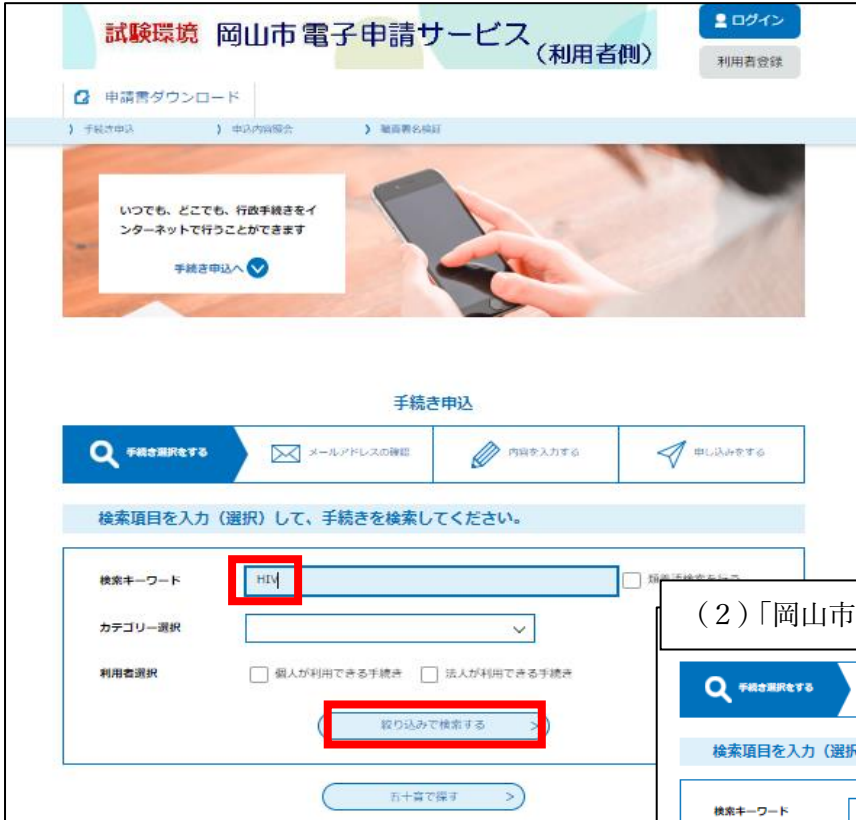 試験環境 岡山市電子申請サービス(利用者側)
ログイン
利用者登録
申請書ダウンロード
手続き申込
申込内容照会
職責署名検証
いつでも、どこでも、行政手続きをイ
ンターネットで行うことができます
手続き申込へ
手続き申込
手続き選択をする
メールアドレスの確認
内容を入力する
申し込みをする
検索項目を入力（選択）して、手続きを検索してください。
検索キーワード
HIV
カテゴリー選択
利用者選択
個人が利用できる手続き
法人が利用できる手続き
絞り込みで検索する
五十音で探す
（2）「岡山市
手続き選択をする
検索項目を入力（選択
検索キーワード